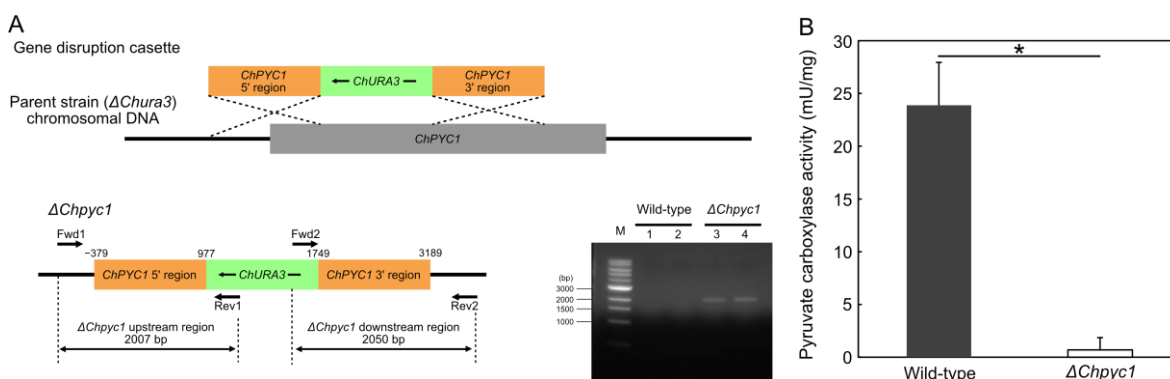 A
Gene disruption casette
ChPYC1
5' region
ChURA3
ChPYC1
3' region
Parent strain (ΔChura3)
chromosomal DNA
ChPYC1
ΔChpyc1
Fwd1
Fwd2
−379
977
1749
3189
ChPYC1 5' region
ChURA3
ChPYC1 3' region
Rev1
Rev2
ΔChpyc1 upstream region
2007 bp
ΔChpyc1 downstream region
2050 bp
Wild-type
ΔChpyc1
M
1
2
3
4
(bp)
3000
2000
1500
1000
B
Pyruvate carboxylase activity (mU/mg)
30
25
20
15
10
5
0
*
Wild-type
ΔChpyc1